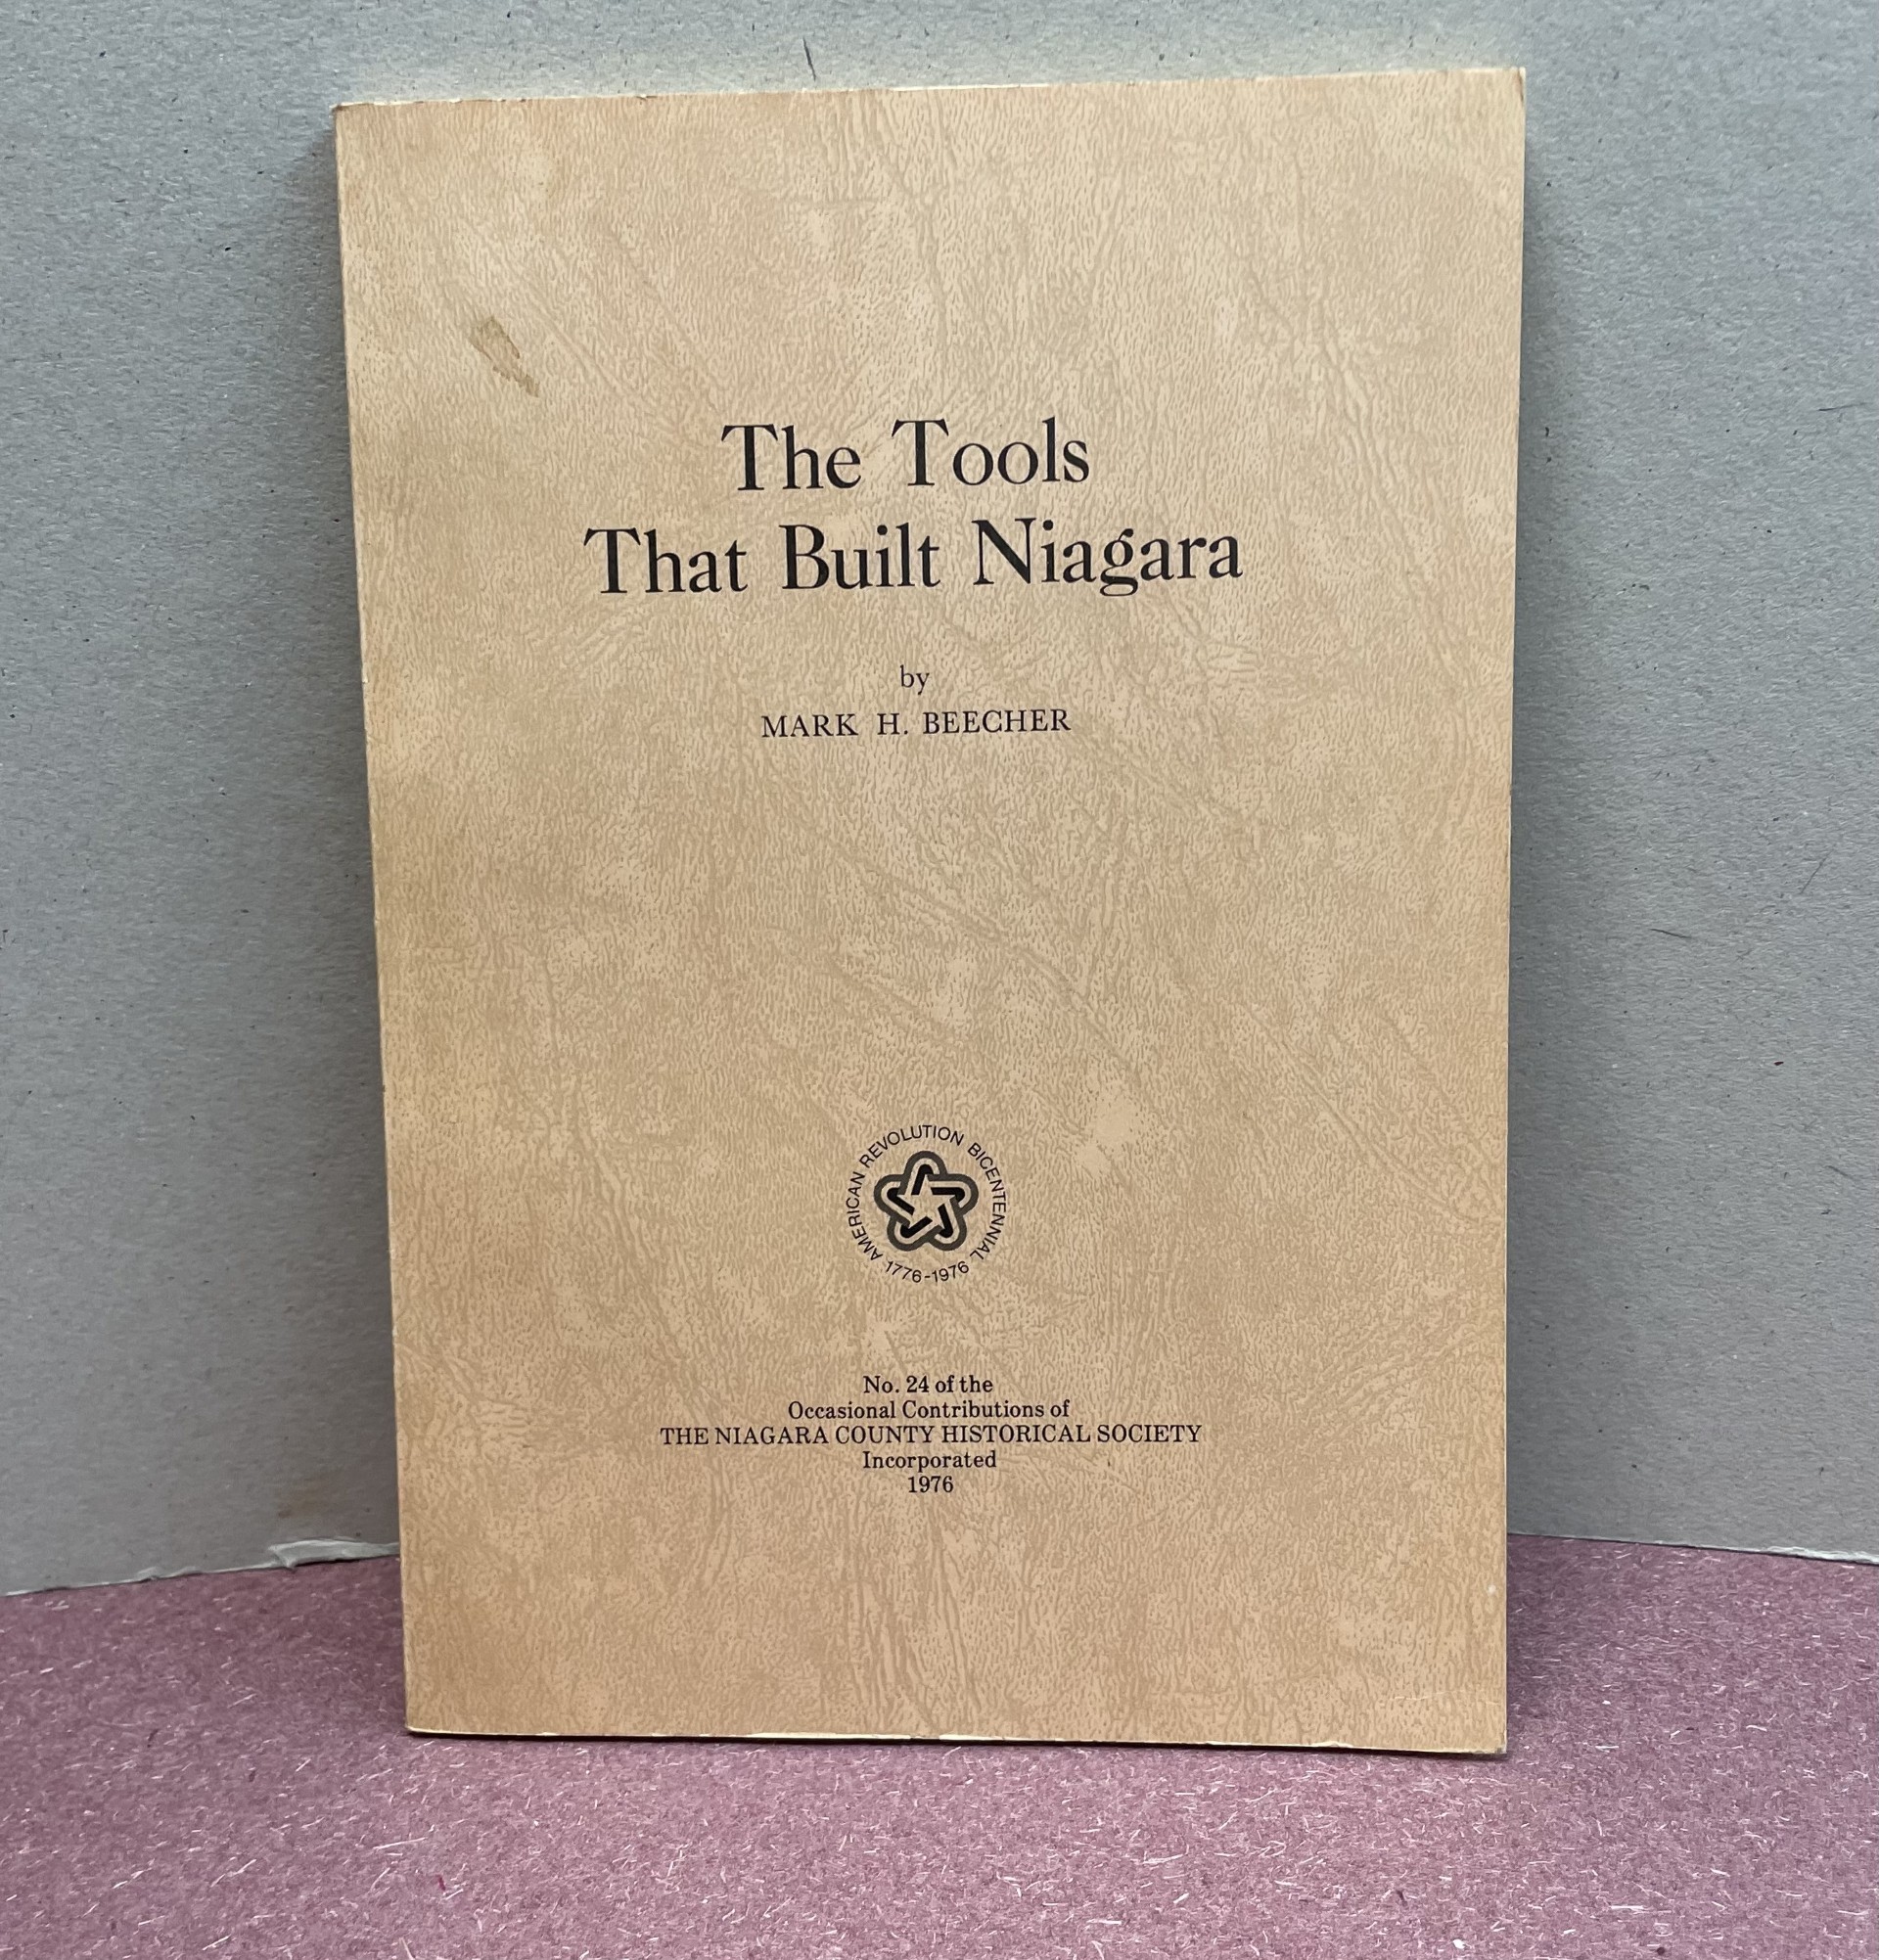 The Tools
That Built Niagara
by
MARK H. BEECHER
AMERICAN REVOLUTION BICENTENNIAL
1776-1976
No. 24 of the
Occasional Contributions of
THE NIAGARA COUNTY HISTORICAL SOCIETY
Incorporated
1976